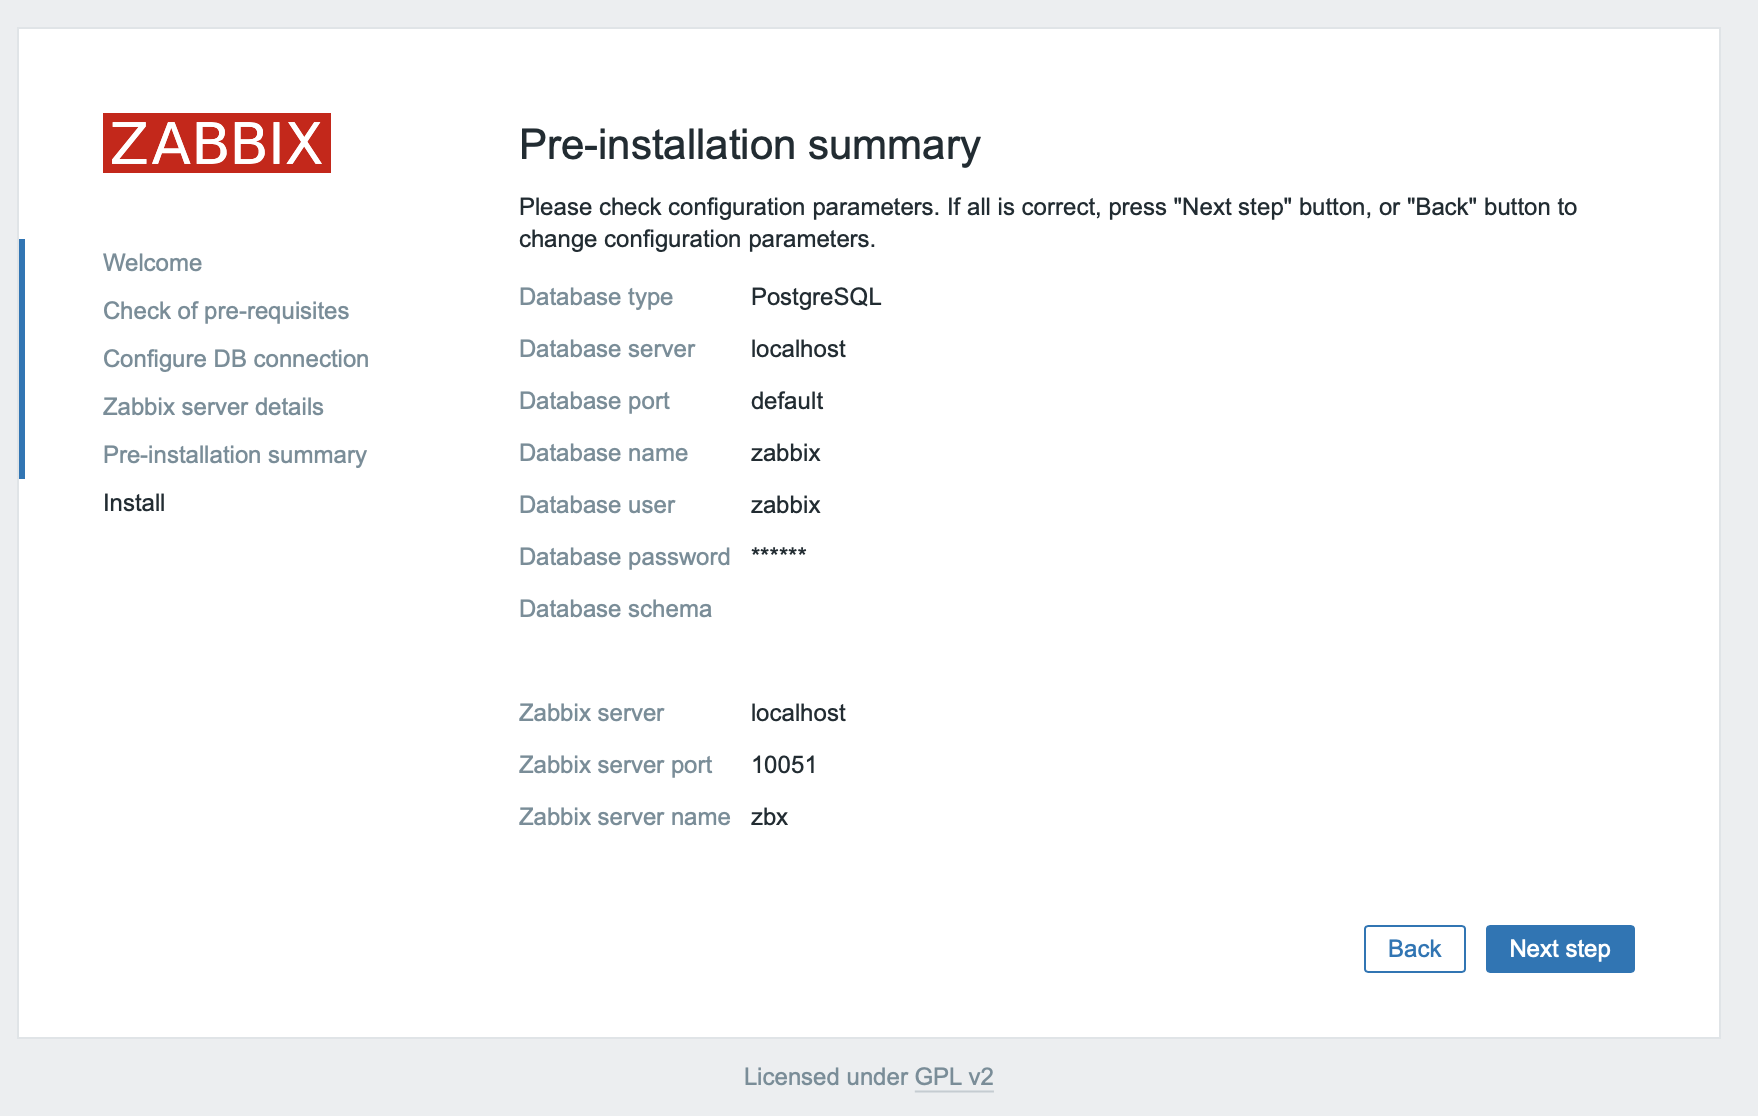 ZABBIX
Welcome
Check of pre-requisites
Configure DB connection
Zabbix server details
Pre-installation summary
Install
Pre-installation summary
Please check configuration parameters. If all is correct, press "Next step" button, or "Back" button to
change configuration parameters.
Database type PostgreSQL
Database server localhost
Database port default
Database name zabbix
Database user zabbix
Database password ******
Database schema
Zabbix server localhost
Zabbix server port 10051
Zabbix server name zbx
Back Next step
Licensed under GPL v2